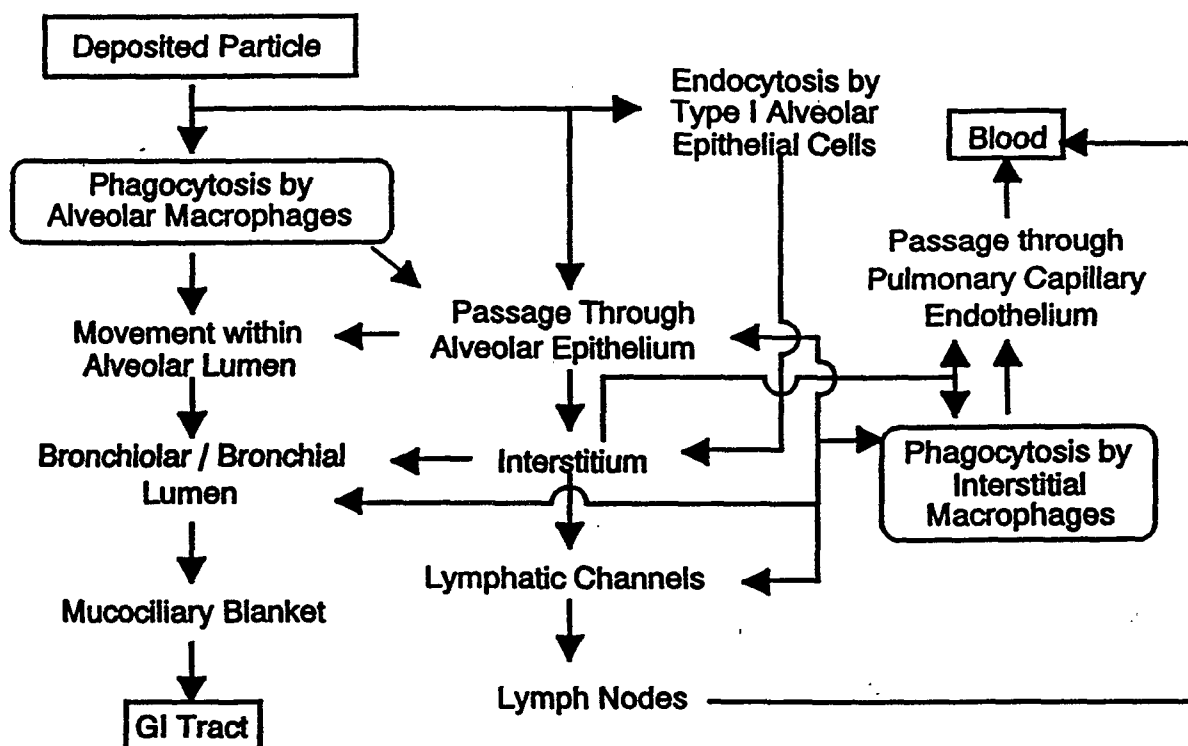 Deposited Particle
Endocytosis by
Type I Alveolar
Epithelial Cells
Blood
Phagocytosis by
Alveolar Macrophages
Passage through
Pulmonary Capillary
Endothelium
Movement within
Alveolar Lumen
Passage Through
Alveolar Epithelium
Bronchiolar / Bronchial
Lumen
Interstitium
Phagocytosis by
Interstitial
Macrophages
Lymphatic Channels
Mucociliary Blanket
Lymph Nodes
GI Tract